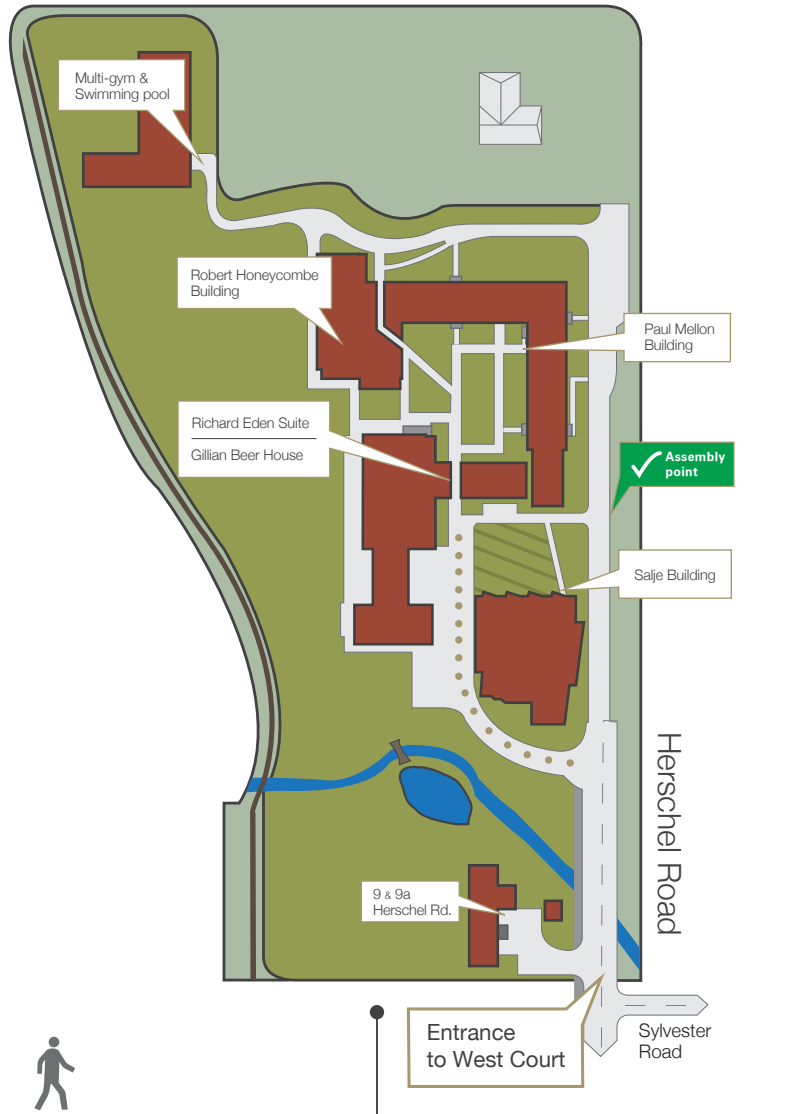 Multi-gym &
Swimming pool
Robert Honeycombe
Building
Paul Mellon
Building
Richard Eden Suite
Gillian Beer House
Assembly
point
Salje Building
Herschel Road
9 & 9a
Herschel Rd.
Entrance
to West Court
Sylvester
Road